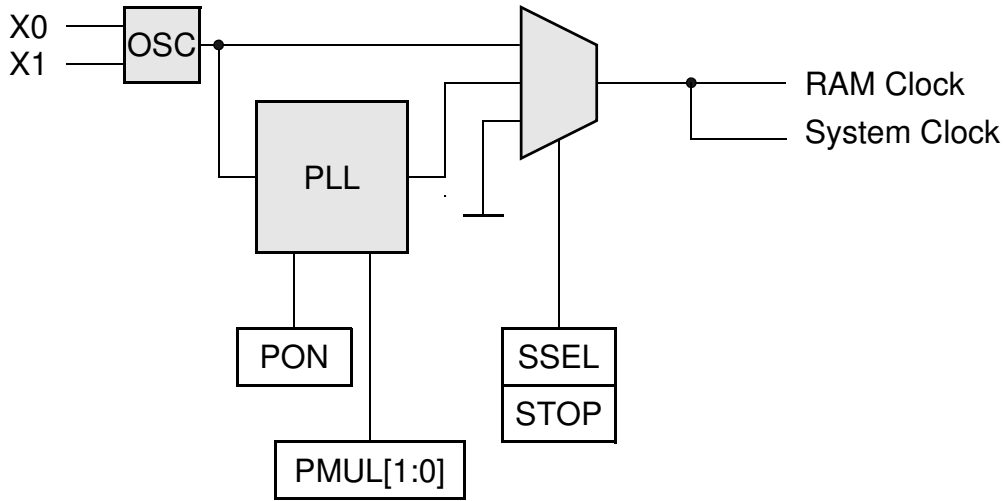 X0
OSC
X1
RAM Clock
System Clock
PLL
PON
SSEL
STOP
PMUL[1:0]